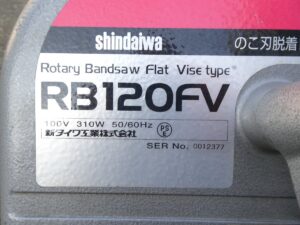 shindaiwa
のこ刃脱着
Rotary Bandsaw Flat Vise type
RB120FV
100V 310W 50/60Hz
新ダイワ工業株式会社
PS
E
SER No. 0012377